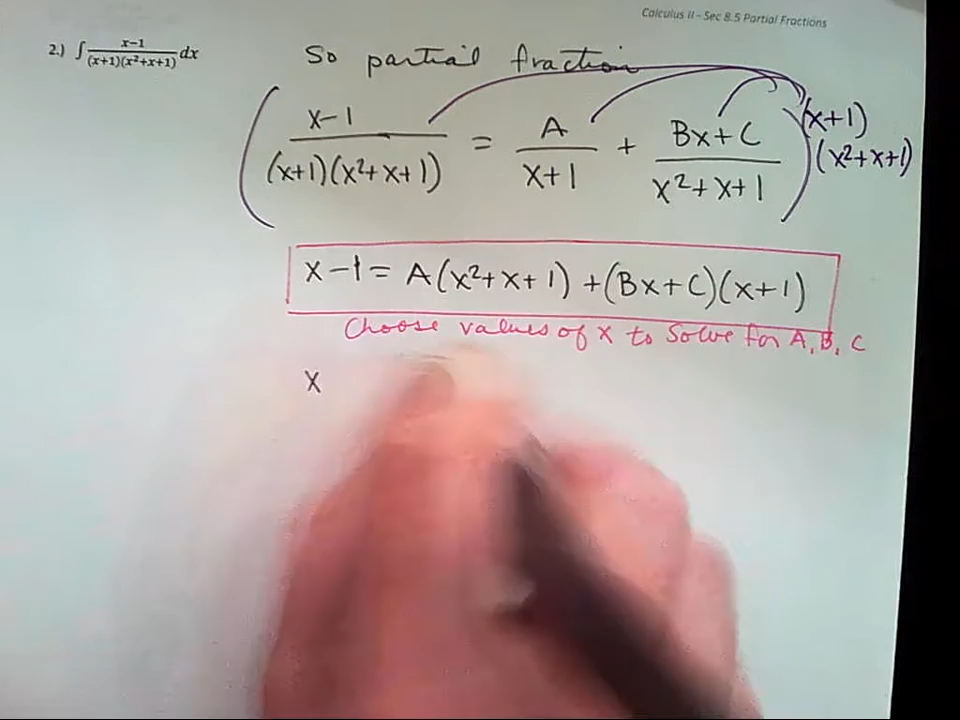 Calculus II - Sec 8.5 Partial Fractions
2.) ∫ x−1/(x+1)(x²+x+1) dx
So partial fraction
( x-1/(x+1)(x²+x+1) = A/x+1 + Bx+C/x²+x+1 ) (x+1)(x²+x+1)
x-1 = A(x²+x+1) + (Bx+C)(x+1)
Choose values of x to solve for A, B, C
x